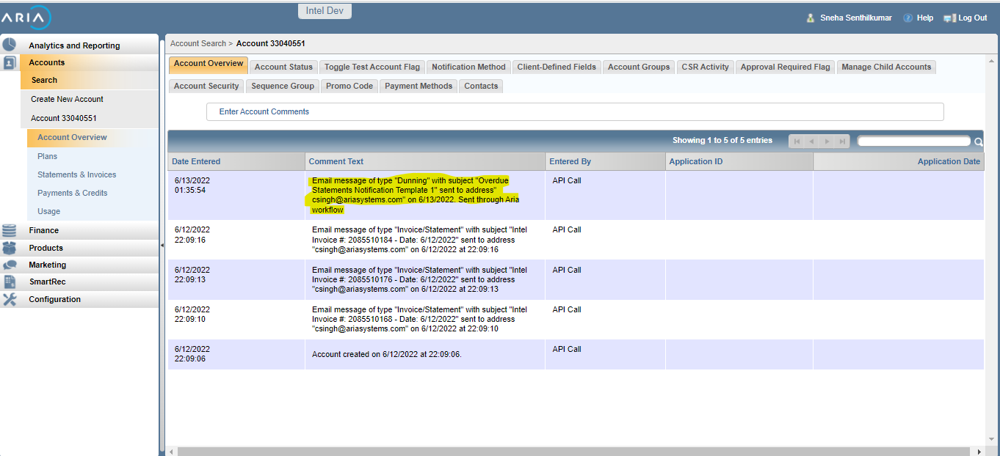 ARIA
Intel Dev
Sneha Senthilkumar Help Log Out
Analytics and Reporting
Accounts
Search
Create New Account
Account 33040551
Account Overview
Plans
Statements & Invoices
Payments & Credits
Usage
Finance
Products
Marketing
SmartRec
Configuration
Account Search > Account 33040551
Account Overview Account Status Toggle Test Account Flag Notification Method Client-Defined Fields Account Groups CSR Activity Approval Required Flag Manage Child Accounts
Account Security Sequence Group Promo Code Payment Methods Contacts
Enter Account Comments
Showing 1 to 5 of 5 entries
Date Entered Comment Text Entered By Application ID Application Date
6/13/2022
01:35:54
Email message of type "Dunning" with subject "Overdue
Statements Notification Template 1" sent to address"
csingh@ariasystems.com" on 6/13/2022. Sent through Aria
workflow
API Call
6/12/2022
22:09:16
Email message of type "Invoice/Statement" with subject "Intel
Invoice #: 2085510184 - Date: 6/12/2022" sent to address
"csingh@ariasystems.com" on 6/12/2022 at 22:09:16
API Call
6/12/2022
22:09:13
Email message of type "Invoice/Statement" with subject "Intel
Invoice #: 2085510176 - Date: 6/12/2022" sent to address
"csingh@ariasystems.com" on 6/12/2022 at 22:09:13
API Call
6/12/2022
22:09:10
Email message of type "Invoice/Statement" with subject "Intel
Invoice #: 2085510168 - Date: 6/12/2022" sent to address
"csingh@ariasystems.com" on 6/12/2022 at 22:09:10
API Call
6/12/2022
22:09:06
Account created on 6/12/2022 at 22:09:06.
API Call